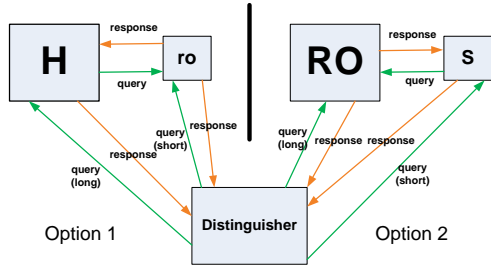 response
H
ro
query
query
(short)
response
response
query
(long)
Option 1
RO
response
S
query
query
(long)
response
response
query
(short)
Distinguisher
Option 2